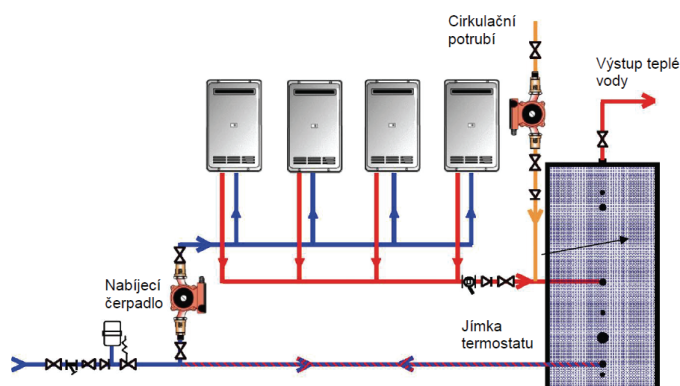 Cirkulační
potrubí
Výstup teplé
vody
Nabíjecí
čerpadlo
Jímka
termostatu